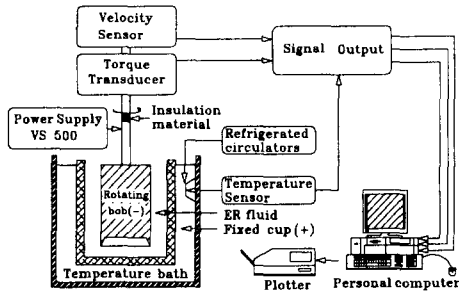 Velocity
Sensor
Torque
Transducer
Signal Output
Power Supply
VS 500
Insulation
material
Refrigerated
circulators
Rotating
bob(-)
Temperature
Sensor
ER fluid
Fixed cup(+)
Temperature bath
Plotter
Personal computer